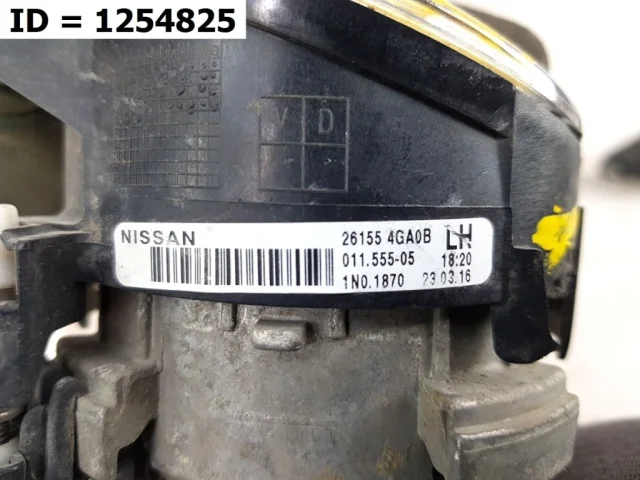 ID = 1254825
V D
NISSAN 26155 4GA0B LH
011.555-05 18:20
1N0.1870 23.03.16